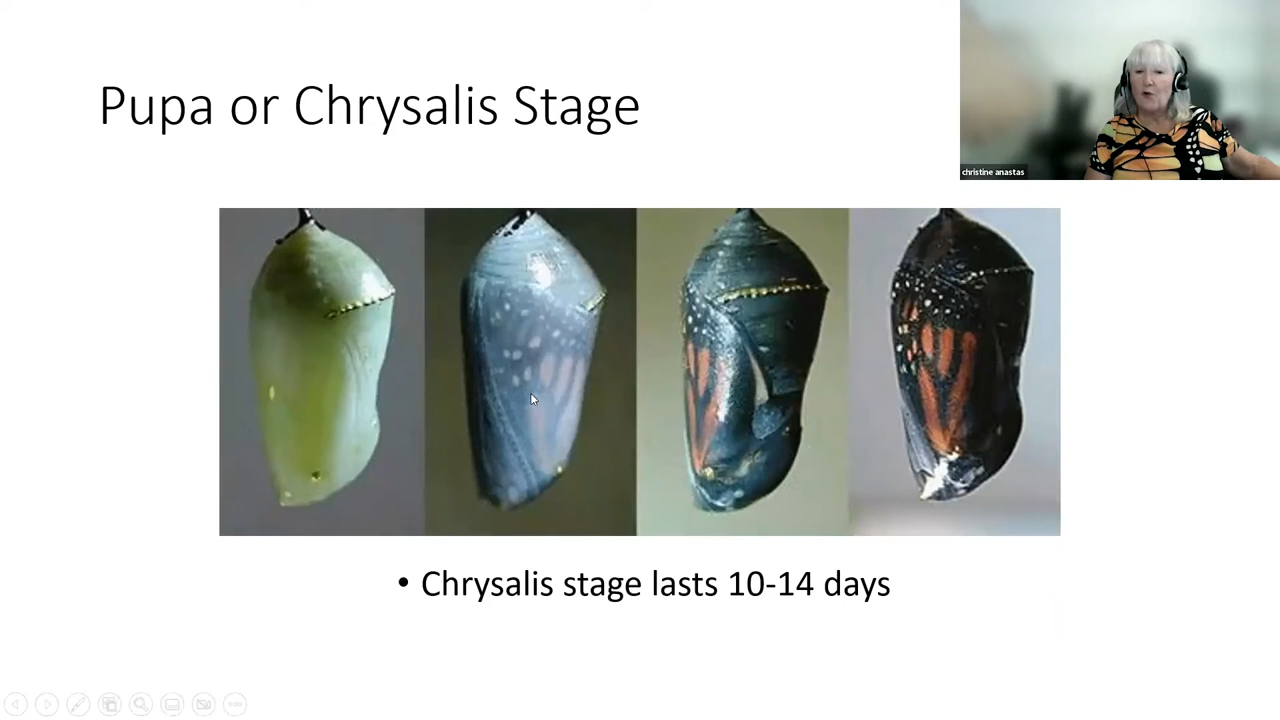 Pupa or Chrysalis Stage
christine anastas
• Chrysalis stage lasts 10-14 days